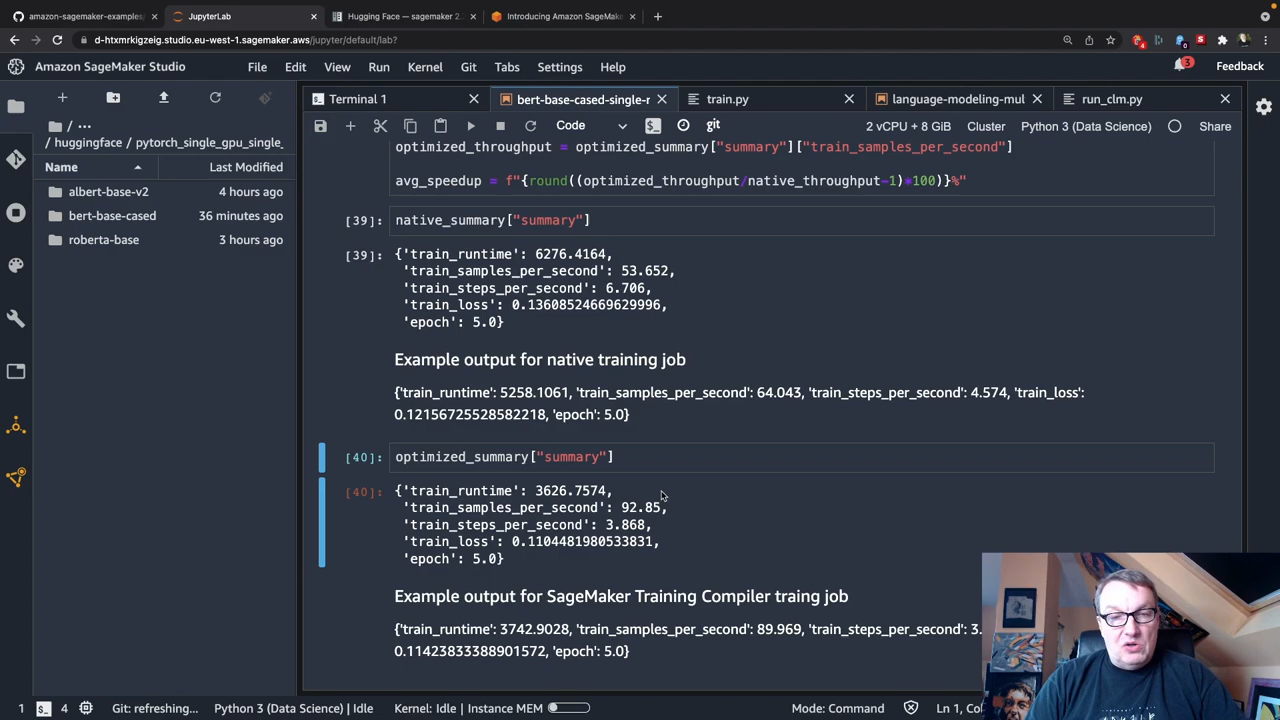 amazon-sagemaker-examples/
JupyterLab
Hugging Face — sagemaker 2.
Introducing Amazon SageMak
d-htxmrkigzeig.studio.eu-west-1.sagemaker.aws/jupyter/default/lab?
Amazon SageMaker Studio
File Edit View Run Kernel Git Tabs Settings Help
3
Feedback
Terminal 1
bert-base-cased-single-r
train.py
language-modeling-mul
run_clm.py
Code
git
2 vCPU + 8 GiB
Cluster
Python 3 (Data Science)
Share
/ ...
/ huggingface / pytorch_single_gpu_single_
Name
Last Modified
albert-base-v2 4 hours ago
bert-base-cased 36 minutes ago
roberta-base 3 hours ago
optimized_throughput = optimized_summary["summary"]["train_samples_per_second"]
avg_speedup = f"{round((optimized_throughput/native_throughput-1)*100)}%"
[39]: native_summary["summary"]
[39]: {'train_runtime': 6276.4164,
'train_samples_per_second': 53.652,
'train_steps_per_second': 6.706,
'train_loss': 0.13608524669629996,
'epoch': 5.0}
Example output for native training job
{'train_runtime': 5258.1061, 'train_samples_per_second': 64.043, 'train_steps_per_second': 4.574, 'train_loss':
0.12156725528582218, 'epoch': 5.0}
[40]: optimized_summary["summary"]
[40]: {'train_runtime': 3626.7574,
'train_samples_per_second': 92.85,
'train_steps_per_second': 3.868,
'train_loss': 0.1104481980533831,
'epoch': 5.0}
Example output for SageMaker Training Compiler traing job
{'train_runtime': 3742.9028, 'train_samples_per_second': 89.969, 'train_steps_per_second': 3.
0.11423833388901572, 'epoch': 5.0}
1
4
Git: refreshing...
Python 3 (Data Science) | Idle
Kernel: Idle
Instance MEM
Mode: Command
Ln 1, Co